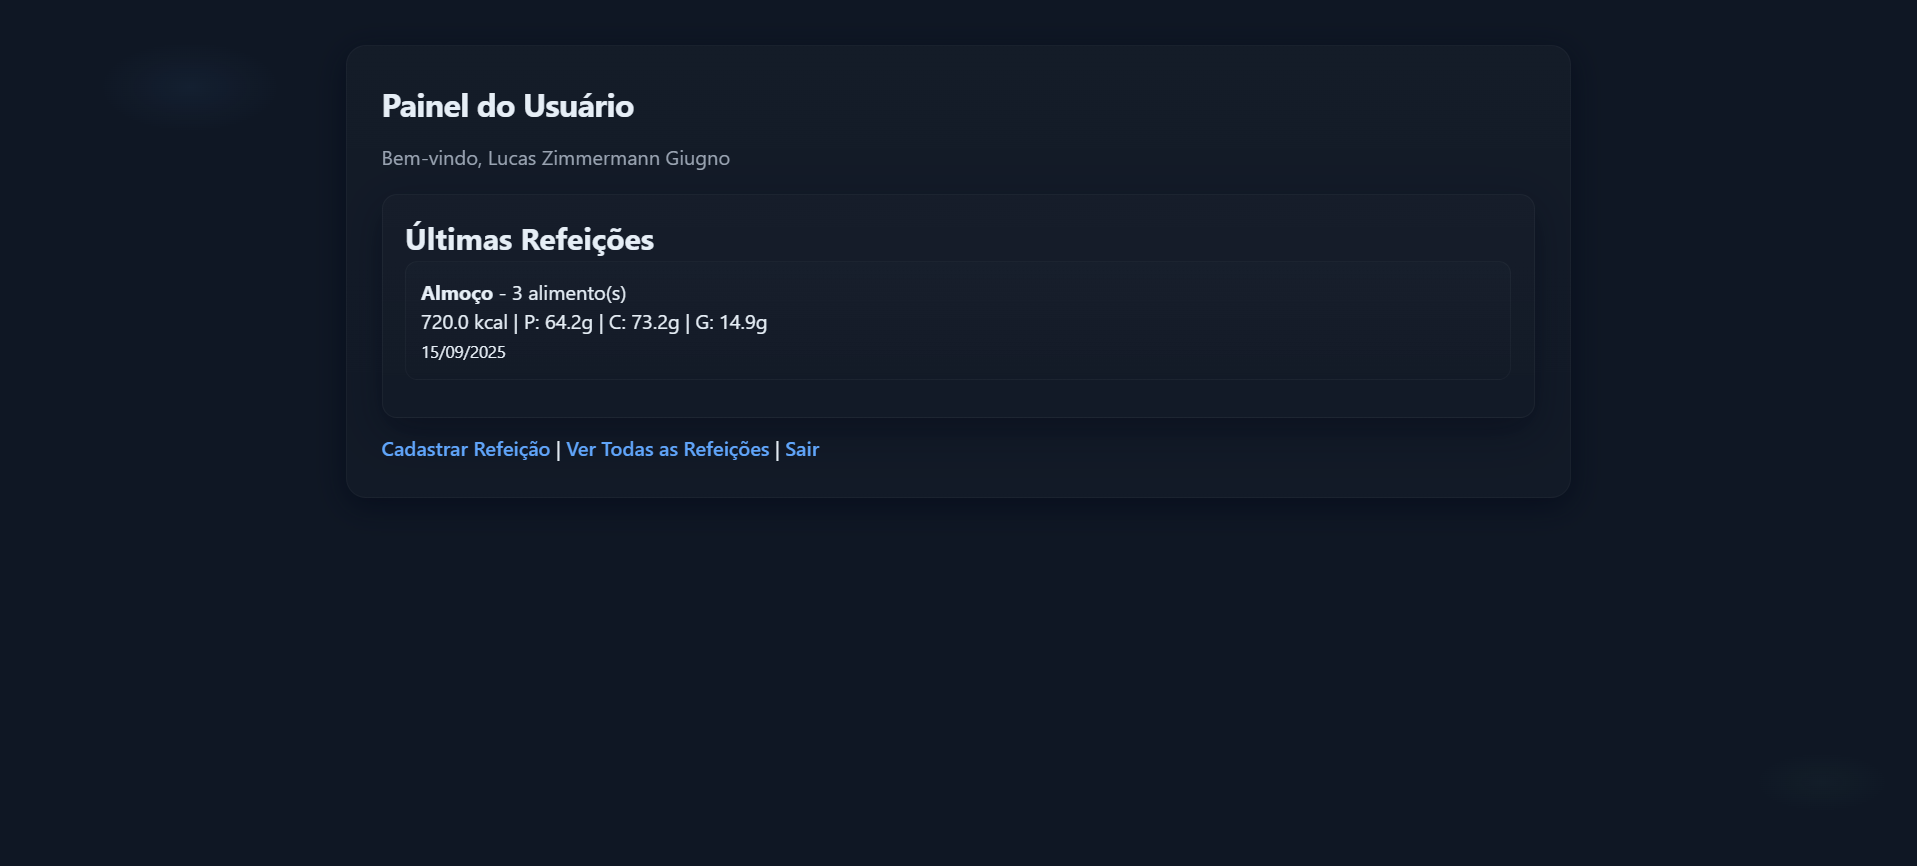 Painel do Usuário
Bem-vindo, Lucas Zimmermann Giugno
Últimas Refeições
Almoço - 3 alimento(s)
720.0 kcal | P: 64.2g | C: 73.2g | G: 14.9g
15/09/2025
Cadastrar Refeição | Ver Todas as Refeições | Sair